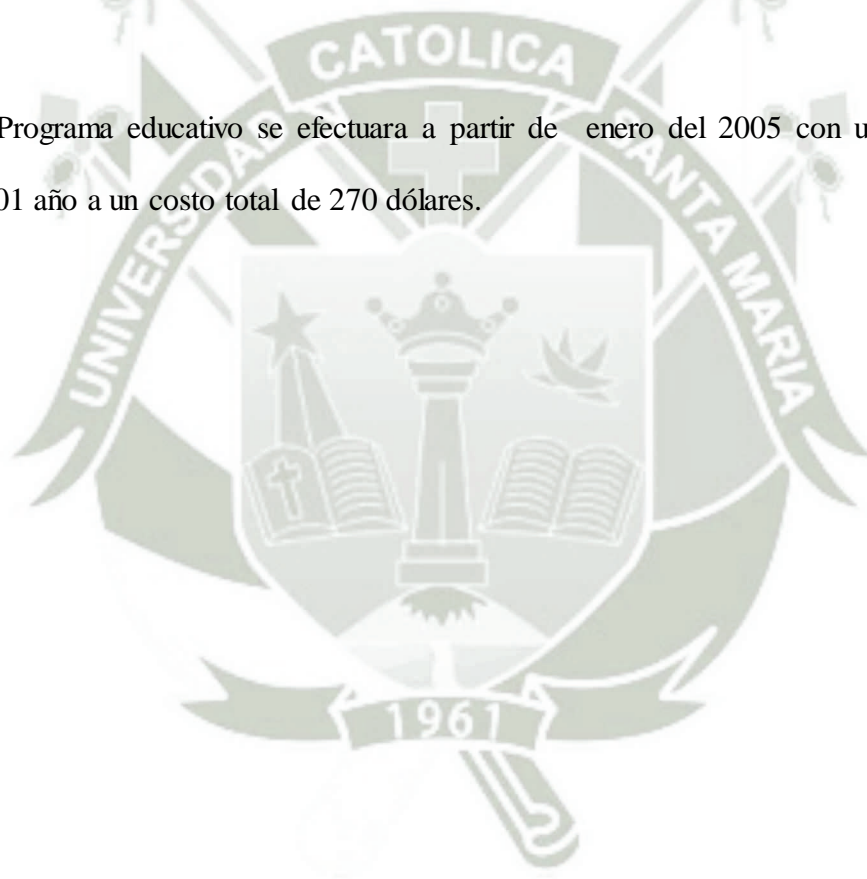 CATOLICA
Programa educativo se efectuara a partir de enero del 2005 con u
01 año a un costo total de 270 dólares.
UNIVERSIDAD
SANTA MARIA
1961